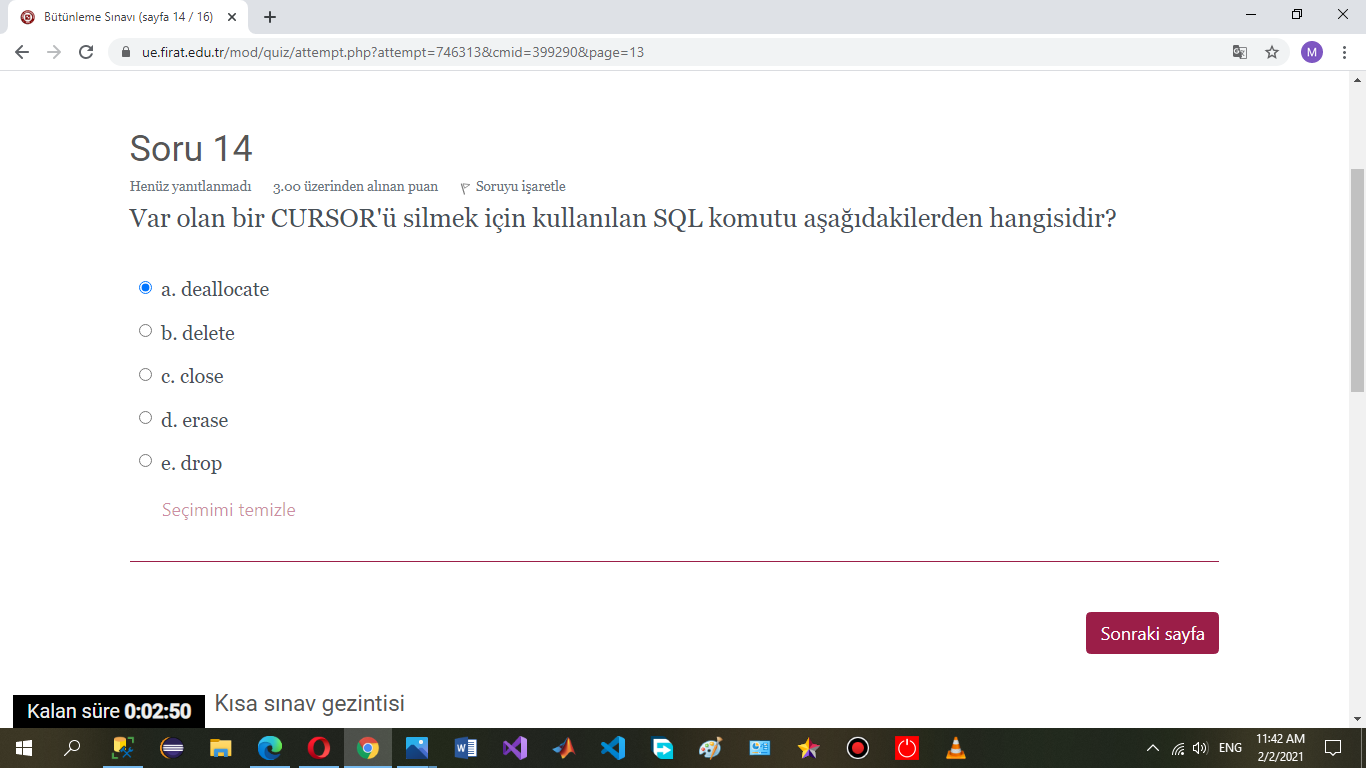 Bütünleme Sınavı (sayfa 14 / 16)
ue.firat.edu.tr/mod/quiz/attempt.php?attempt=746313&cmid=399290&page=13
M
Soru 14
Henüz yanıtlanmadı 3.00 üzerinden alınan puan Soruyu işaretle
Var olan bir CURSOR'ü silmek için kullanılan SQL komutu aşağıdakilerden hangisidir?
a. deallocate
b. delete
c. close
d. erase
e. drop
Seçimimi temizle
Sonraki sayfa
Kısa sınav gezintisi
Kalan süre 0:02:50
ENG
11:42 AM
2/2/2021